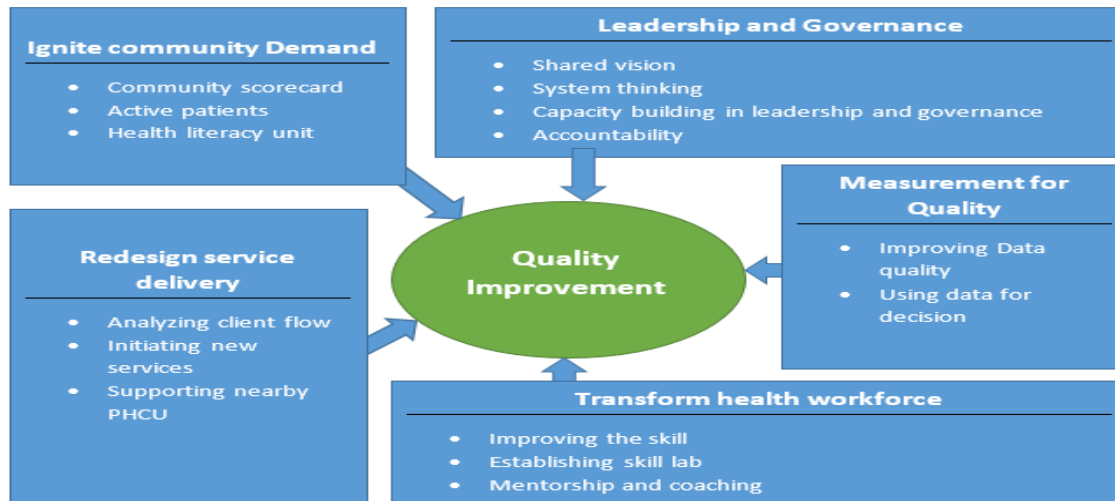 Ignite community Demand
• Community scorecard
• Active patients
• Health literacy unit
Leadership and Governance
• Shared vision
• System thinking
• Capacity building in leadership and governance
• Accountability
Measurement for
Quality
• Improving Data
quality
• Using data for
decision
Redesign service
delivery
• Analyzing client flow
• Initiating new
services
• Supporting nearby
PHCU
Quality
Improvement
Transform health workforce
• Improving the skill
• Establishing skill lab
• Mentorship and coaching